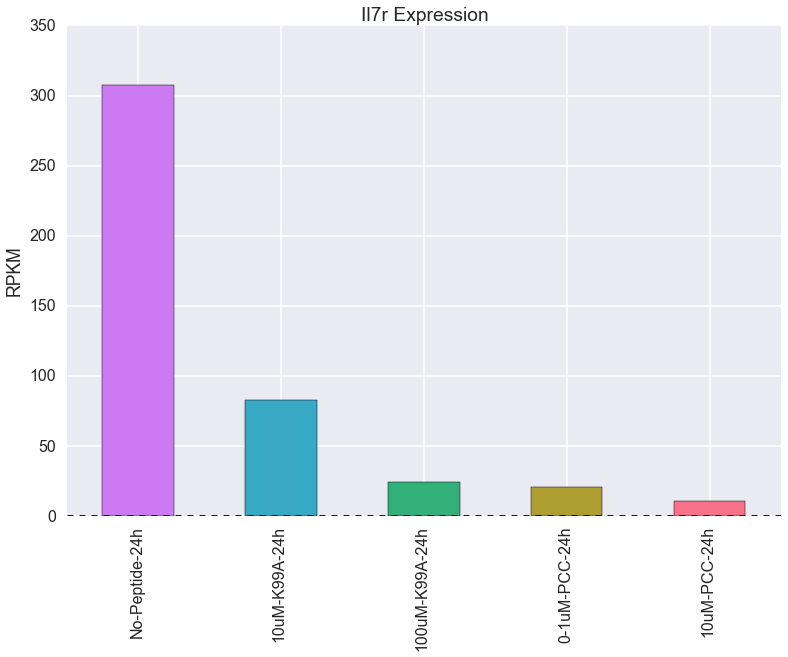 Il7r Expression
RPKM
350
300
250
200
150
100
50
0
No-Peptide-24h
10uM-K99A-24h
100uM-K99A-24h
0-1uM-PCC-24h
10uM-PCC-24h